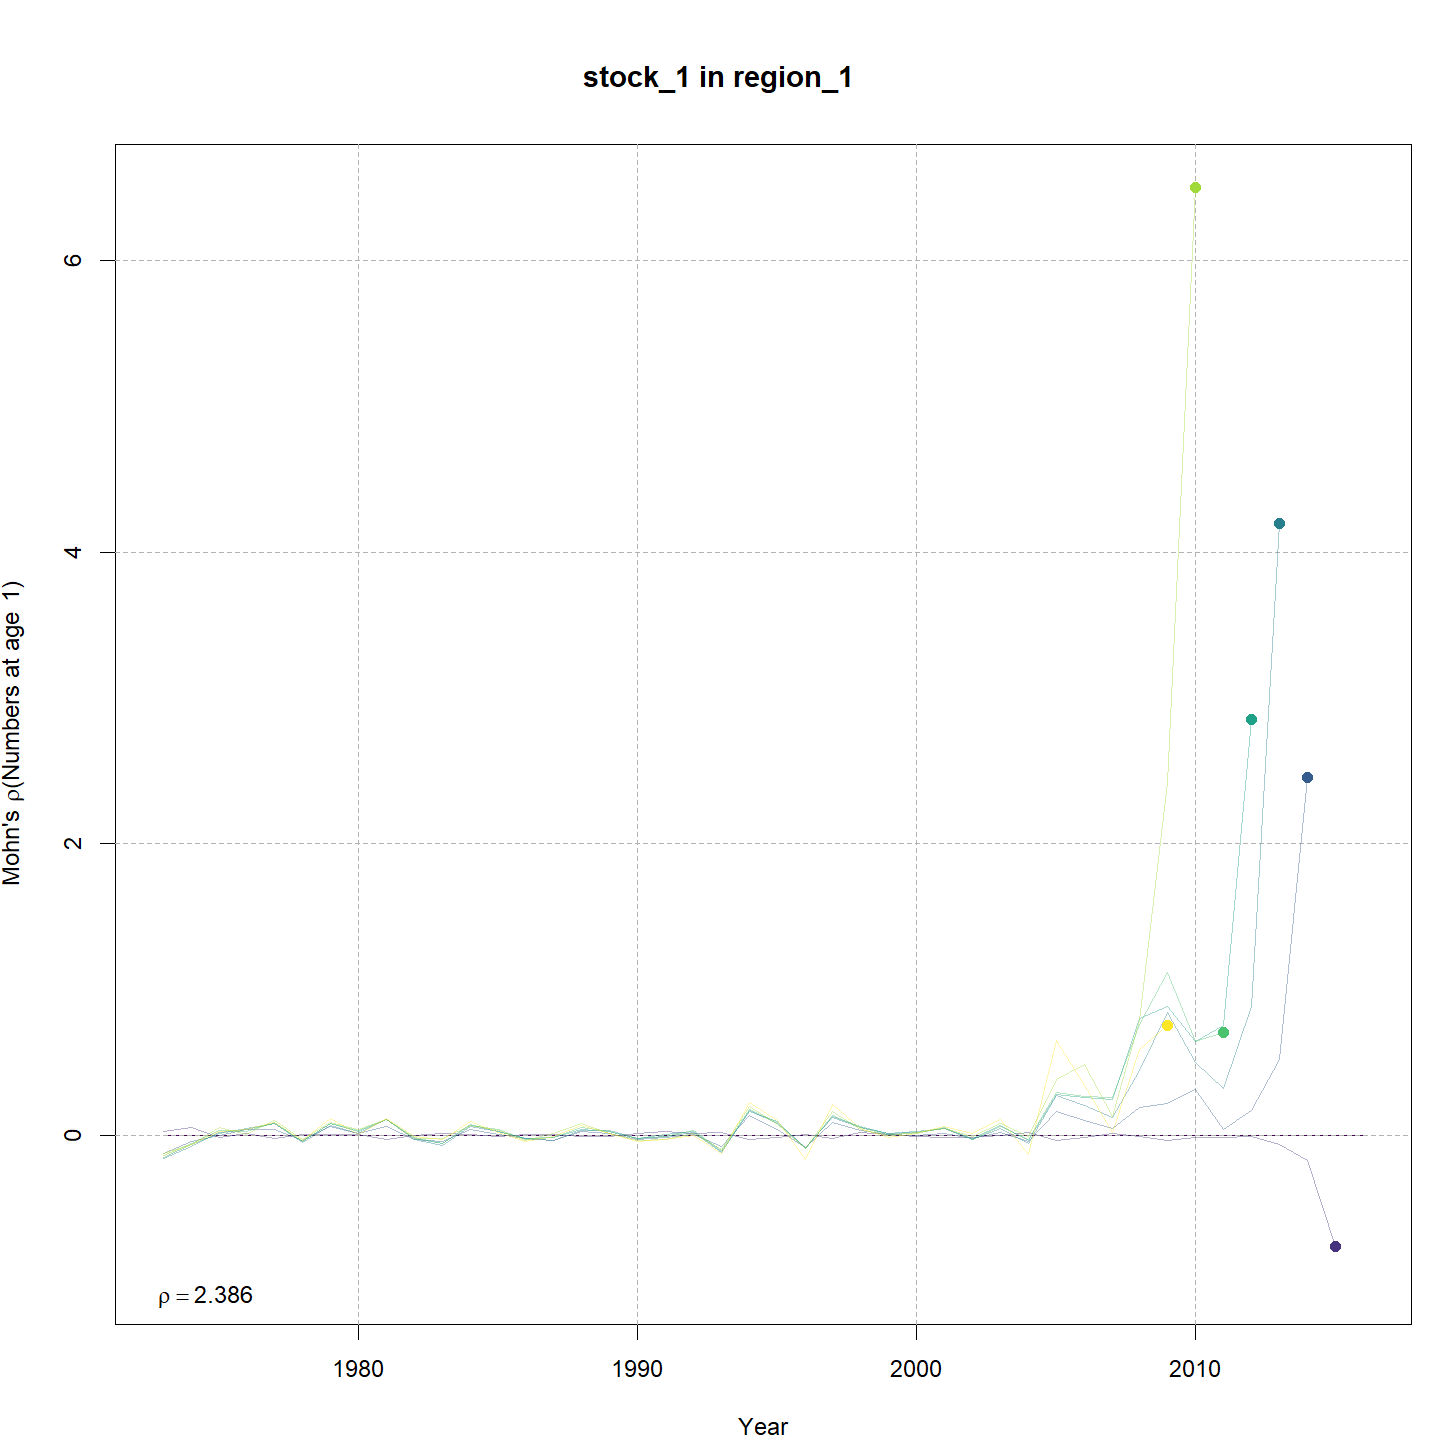 stock_1 in region_1
Mohn's ρ(Numbers at age 1)
6
4
2
0
ρ = 2.386
1980 1990 2000 2010
Year